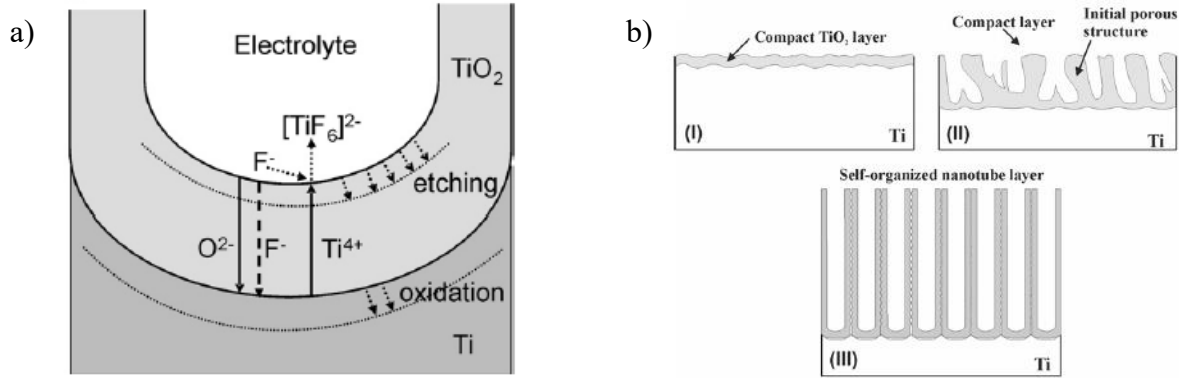 a)
Electrolyte
TiO₂
[TiF₆]²⁻
F⁻
etching
O²⁻ F⁻ Ti⁴⁺
oxidation
Ti
b)
Compact TiO₂ layer
(I)
Ti
Compact layer
Initial porous
structure
(II)
Ti
Self-organized nanotube layer
(III)
Ti